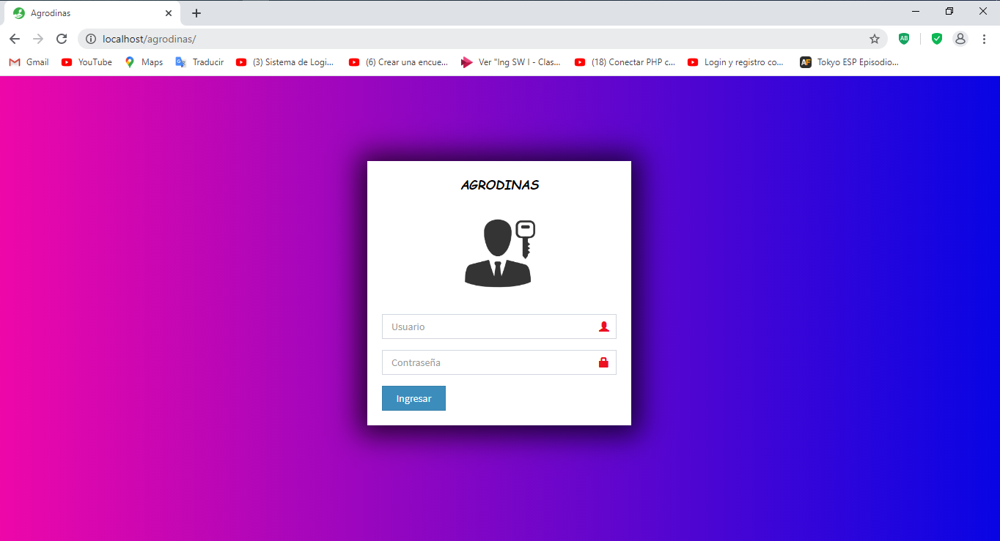 Agrodinas
localhost/agrodinas/
AB
Gmail YouTube Maps Traducir (3) Sistema de Logi... (6) Crear una encue... Ver "Ing SW I - Clas... (18) Conectar PHP c... Login y registro co... AF Tokyo ESP Episodio...
AGRODINAS
Usuario
Contraseña
Ingresar